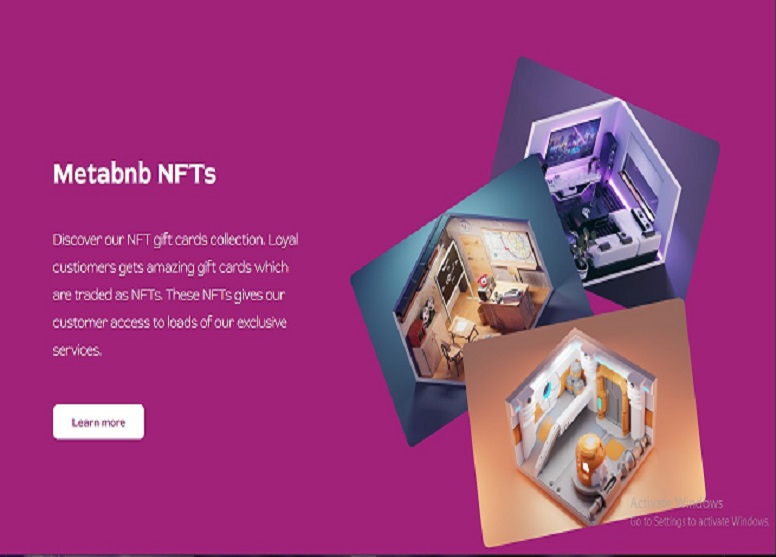 Metabnb NFTs
Discover our NFT gift cards collection. Loyal
custiomers gets amazing gift cards which
are traded as NFTs. These NFTs gives our
customer access to loads of our exclusive
services.
Learn more
Activate Windows
Go to Settings to activate Windows.